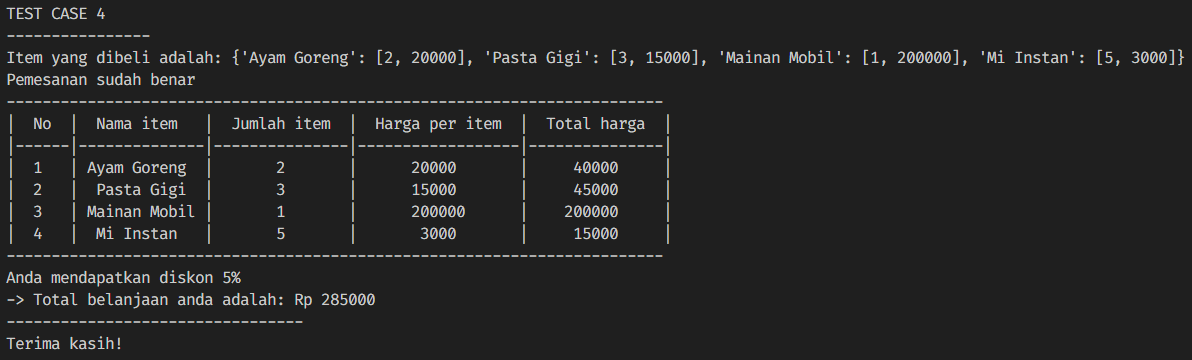 TEST CASE 4
----------------
Item yang dibeli adalah: {'Ayam Goreng': [2, 20000], 'Pasta Gigi': [3, 15000], 'Mainan Mobil': [1, 200000], 'Mi Instan': [5, 3000]}
Pemesanan sudah benar
-------------------------------------------------------------------------
|  No  |  Nama item   |  Jumlah item  |  Harga per item  |  Total harga  |
|------|--------------|---------------|------------------|---------------|
|  1   | Ayam Goreng  |       2       |      20000       |     40000     |
|  2   |  Pasta Gigi  |       3       |      15000       |     45000     |
|  3   | Mainan Mobil |       1       |      200000      |    200000     |
|  4   |  Mi Instan   |       5       |       3000       |     15000     |
-------------------------------------------------------------------------
Anda mendapatkan diskon 5%
-> Total belanjaan anda adalah: Rp 285000
---------------------------------
Terima kasih!